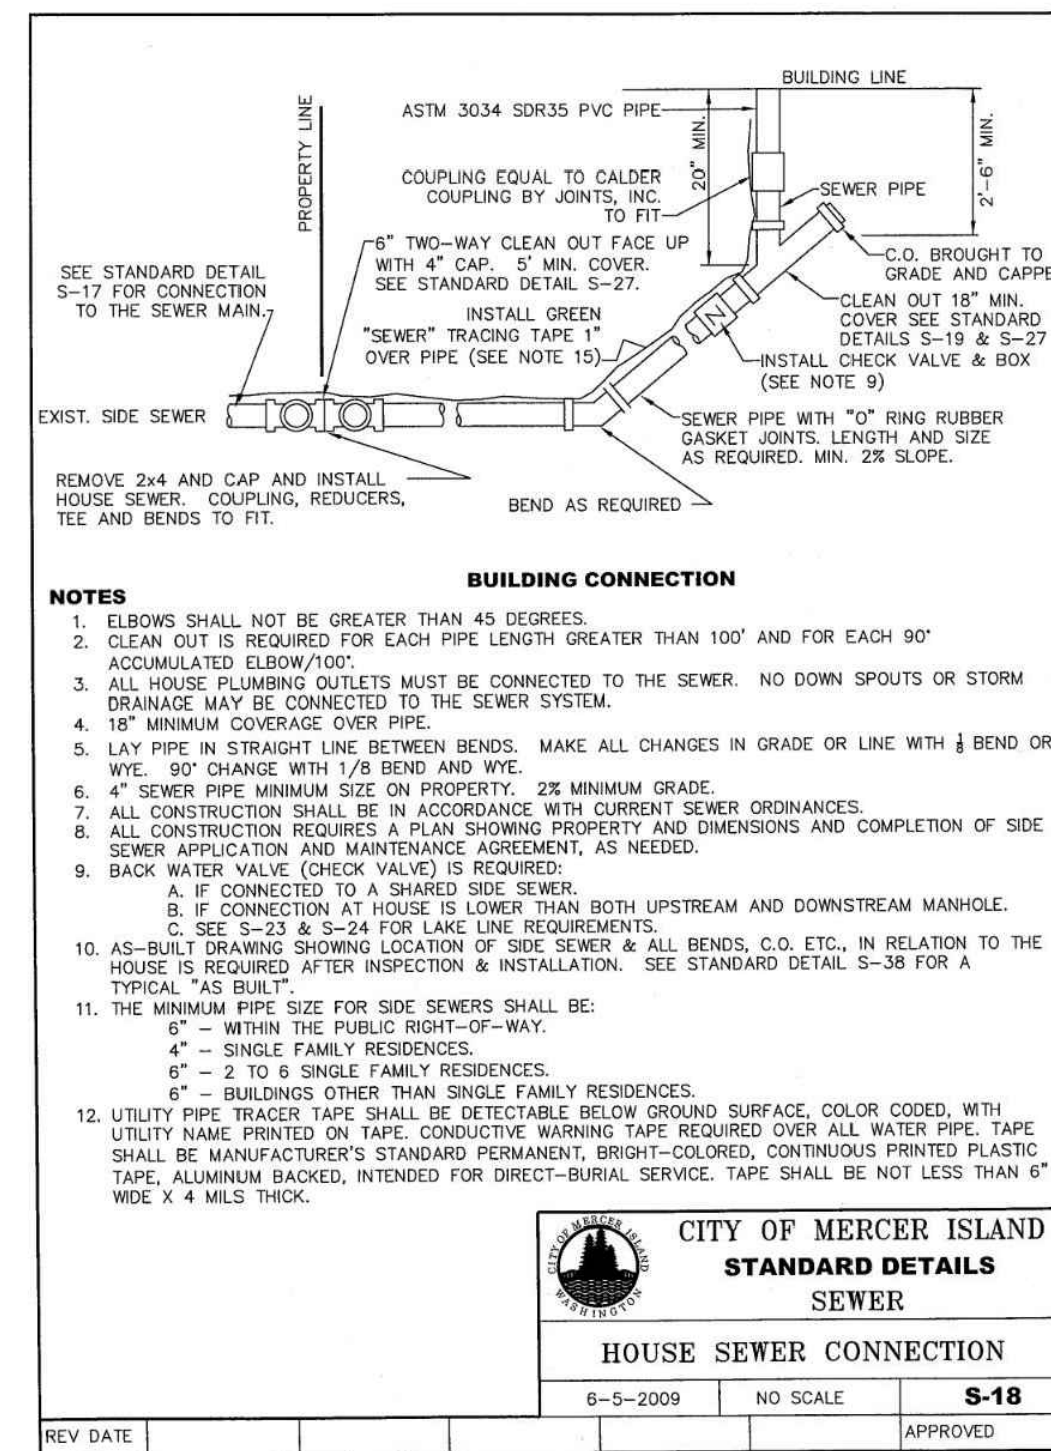 BUILDING LINE
PROPERTY LINE
ASTM 3034 SDR35 PVC PIPE
20" MIN.
2'-6" MIN.
COUPLING EQUAL TO CALDER
COUPLING BY JOINTS, INC.
TO FIT
SEWER PIPE
6" TWO-WAY CLEAN OUT FACE UP
WITH 4" CAP. 5' MIN. COVER.
SEE STANDARD DETAIL S-27.
C.O. BROUGHT TO
GRADE AND CAPPE
SEE STANDARD DETAIL
S-17 FOR CONNECTION
TO THE SEWER MAIN.
CLEAN OUT 18" MIN.
COVER SEE STANDARD
DETAILS S-19 & S-27
INSTALL GREEN
"SEWER" TRACING TAPE 1"
OVER PIPE (SEE NOTE 15)
INSTALL CHECK VALVE & BOX
(SEE NOTE 9)
EXIST. SIDE SEWER
SEWER PIPE WITH "O" RING RUBBER
GASKET JOINTS. LENGTH AND SIZE
AS REQUIRED. MIN. 2% SLOPE.
REMOVE 2x4 AND CAP AND INSTALL
HOUSE SEWER. COUPLING, REDUCERS,
TEE AND BENDS TO FIT.
BEND AS REQUIRED
BUILDING CONNECTION
NOTES
1. ELBOWS SHALL NOT BE GREATER THAN 45 DEGREES.
2. CLEAN OUT IS REQUIRED FOR EACH PIPE LENGTH GREATER THAN 100' AND FOR EACH 90°
ACCUMULATED ELBOW/100°.
3. ALL HOUSE PLUMBING OUTLETS MUST BE CONNECTED TO THE SEWER. NO DOWN SPOUTS OR STORM
DRAINAGE MAY BE CONNECTED TO THE SEWER SYSTEM.
4. 18" MINIMUM COVERAGE OVER PIPE.
5. LAY PIPE IN STRAIGHT LINE BETWEEN BENDS. MAKE ALL CHANGES IN GRADE OR LINE WITH 1/8 BEND OR
WYE. 90° CHANGE WITH 1/8 BEND AND WYE.
6. 4" SEWER PIPE MINIMUM SIZE ON PROPERTY. 2% MINIMUM GRADE.
7. ALL CONSTRUCTION SHALL BE IN ACCORDANCE WITH CURRENT SEWER ORDINANCES.
8. ALL CONSTRUCTION REQUIRES A PLAN SHOWING PROPERTY AND DIMENSIONS AND COMPLETION OF SIDE
SEWER APPLICATION AND MAINTENANCE AGREEMENT, AS NEEDED.
9. BACK WATER VALVE (CHECK VALVE) IS REQUIRED:
A. IF CONNECTED TO A SHARED SIDE SEWER.
B. IF CONNECTION AT HOUSE IS LOWER THAN BOTH UPSTREAM AND DOWNSTREAM MANHOLE.
C. SEE S-23 & S-24 FOR LAKE LINE REQUIREMENTS.
10. AS-BUILT DRAWING SHOWING LOCATION OF SIDE SEWER & ALL BENDS, C.O. ETC., IN RELATION TO THE
HOUSE IS REQUIRED AFTER INSPECTION & INSTALLATION. SEE STANDARD DETAIL S-38 FOR A
TYPICAL "AS BUILT".
11. THE MINIMUM PIPE SIZE FOR SIDE SEWERS SHALL BE:
6" - WITHIN THE PUBLIC RIGHT-OF-WAY.
4" - SINGLE FAMILY RESIDENCES.
6" - 2 TO 6 SINGLE FAMILY RESIDENCES.
6" - BUILDINGS OTHER THAN SINGLE FAMILY RESIDENCES.
12. UTILITY PIPE TRACER TAPE SHALL BE DETECTABLE BELOW GROUND SURFACE, COLOR CODED, WITH
UTILITY NAME PRINTED ON TAPE. CONDUCTIVE WARNING TAPE REQUIRED OVER ALL WATER PIPE. TAPE
SHALL BE MANUFACTURER'S STANDARD PERMANENT, BRIGHT-COLORED, CONTINUOUS PRINTED PLASTIC
TAPE, ALUMINUM BACKED, INTENDED FOR DIRECT-BURIAL SERVICE. TAPE SHALL BE NOT LESS THAN 6"
WIDE X 4 MILS THICK.
CITY OF MERCER ISLAND
WASHINGTON
CITY OF MERCER ISLAND
STANDARD DETAILS
SEWER
HOUSE SEWER CONNECTION
6-5-2009 NO SCALE S-18
REV DATE APPROVED